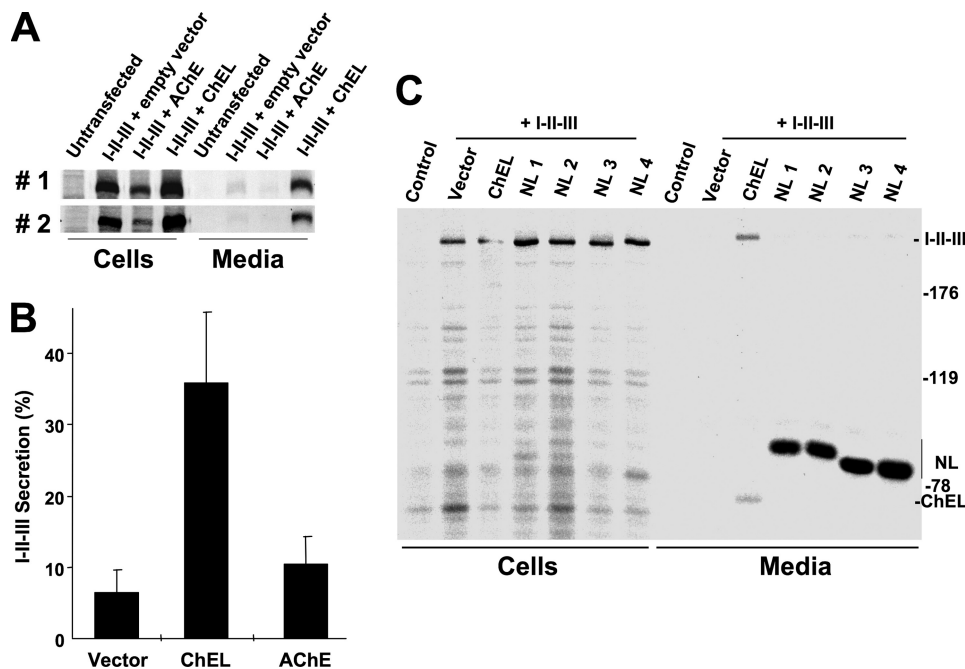 A
Untransfected
I-II-III + empty vector
I-II-III + AChE
I-II-III + ChEL
Untransfected
I-II-III + empty vector
I-II-III + AChE
I-II-III + ChEL
# 1
# 2
Cells
Media
B
I-II-III Secretion (%)
40
30
20
10
0
Vector
ChEL
AChE
C
+ I-II-III
+ I-II-III
Control
Vector
ChEL
NL 1
NL 2
NL 3
NL 4
Control
Vector
ChEL
NL 1
NL 2
NL 3
NL 4
- I-II-III
-176
-119
NL
-78
-ChEL
Cells
Media